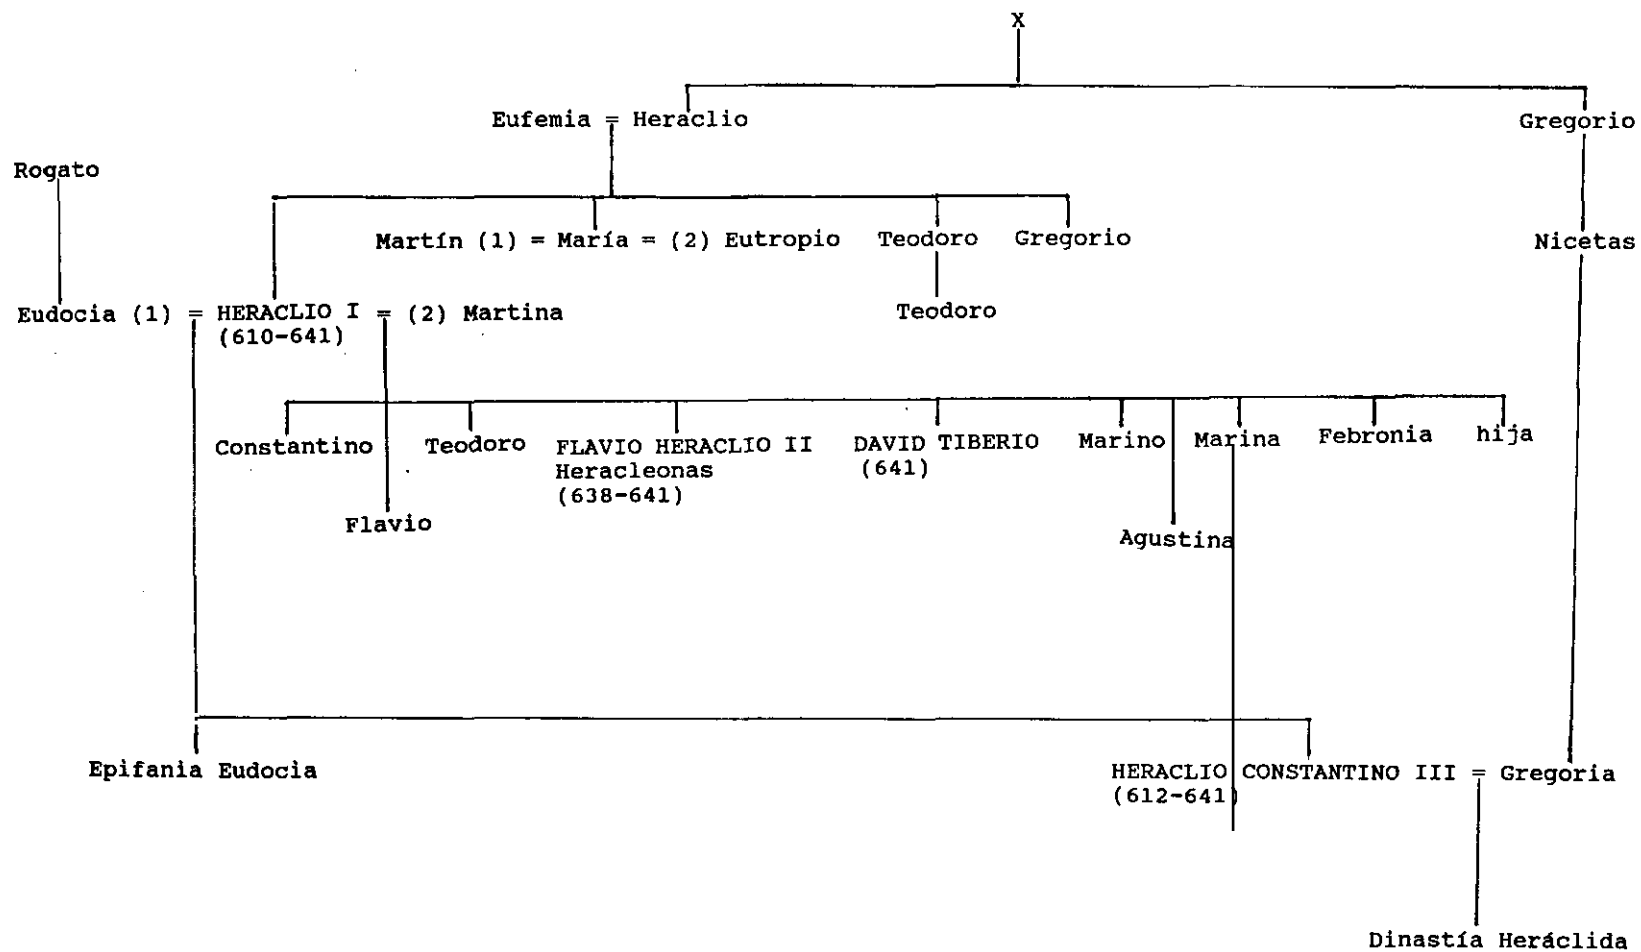 X
Eufemia = Heraclio
Gregorio
Rogato
Martín (1) = María = (2) Eutropio
Teodoro
Gregorio
Nicetas
Eudocia (1) = HERACLIO I = (2) Martina
(610-641)
Teodoro
Constantino
Teodoro
FLAVIO HERACLIO II
Heracleonas
(638-641)
DAVID TIBERIO
(641)
Marino
Marina
Febronia
hija
Flavio
Agustina
Epifania Eudocia
HERACLIO CONSTANTINO III = Gregoria
(612-641)
Dinastía Heráclida